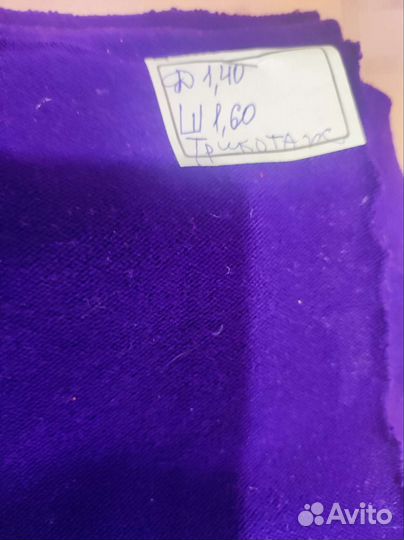 Д 1,40
Ш 1,60
Трикотаж
Avito